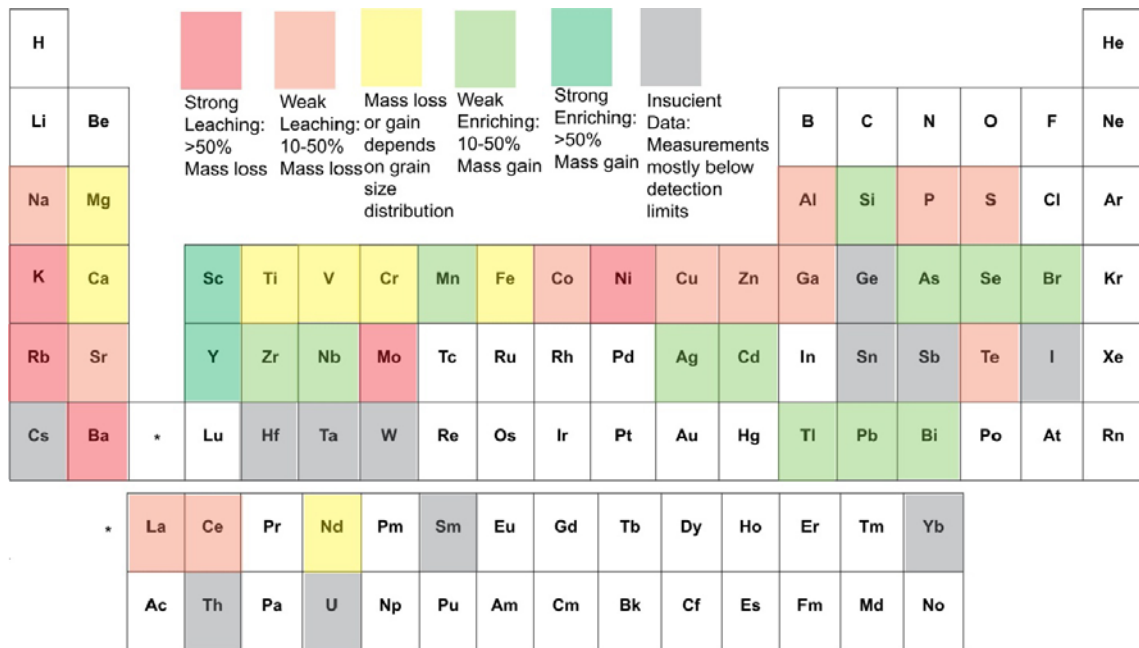 H He
Strong Leaching: >50% Mass loss
Weak Leaching: 10-50% Mass loss
Mass loss or gain depends on grain size distribution
Weak Enriching: 10-50% Mass gain
Strong Enriching: >50% Mass gain
Insucient Data: Measurements mostly below detection limits
Li Be B C N O F Ne
Na Mg Al Si P S Cl Ar
K Ca Sc Ti V Cr Mn Fe Co Ni Cu Zn Ga Ge As Se Br Kr
Rb Sr Y Zr Nb Mo Tc Ru Rh Pd Ag Cd In Sn Sb Te I Xe
Cs Ba * Lu Hf Ta W Re Os Ir Pt Au Hg Tl Pb Bi Po At Rn
* La Ce Pr Nd Pm Sm Eu Gd Tb Dy Ho Er Tm Yb
Ac Th Pa U Np Pu Am Cm Bk Cf Es Fm Md No